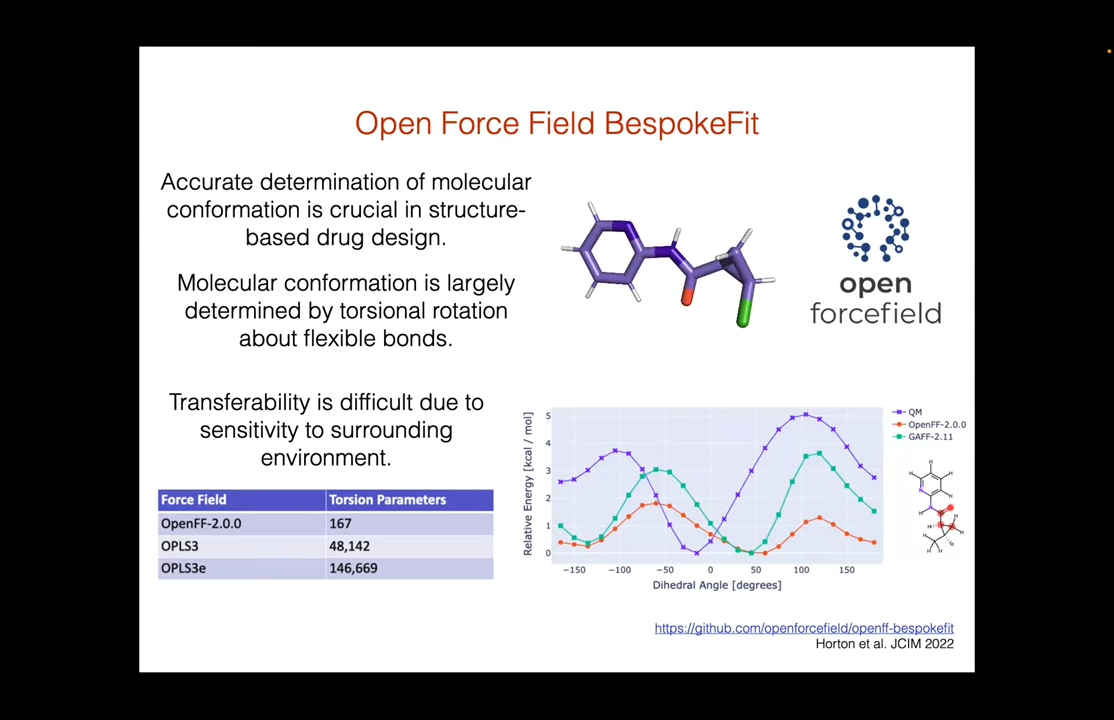 Open Force Field BespokeFit
Accurate determination of molecular
conformation is crucial in structure-
based drug design.
Molecular conformation is largely
determined by torsional rotation
about flexible bonds.
open
forcefield
Transferability is difficult due to
sensitivity to surrounding
environment.
Force Field Torsion Parameters
OpenFF-2.0.0 167
OPLS3 48,142
OPLS3e 146,669
Relative Energy [kcal / mol]
5
4
3
2
1
0
−150 −100 −50 0 50 100 150
Dihedral Angle [degrees]
QM
OpenFF-2.0.0
GAFF-2.11
https://github.com/openforcefield/openff-bespokefit
Horton et al. JCIM 2022